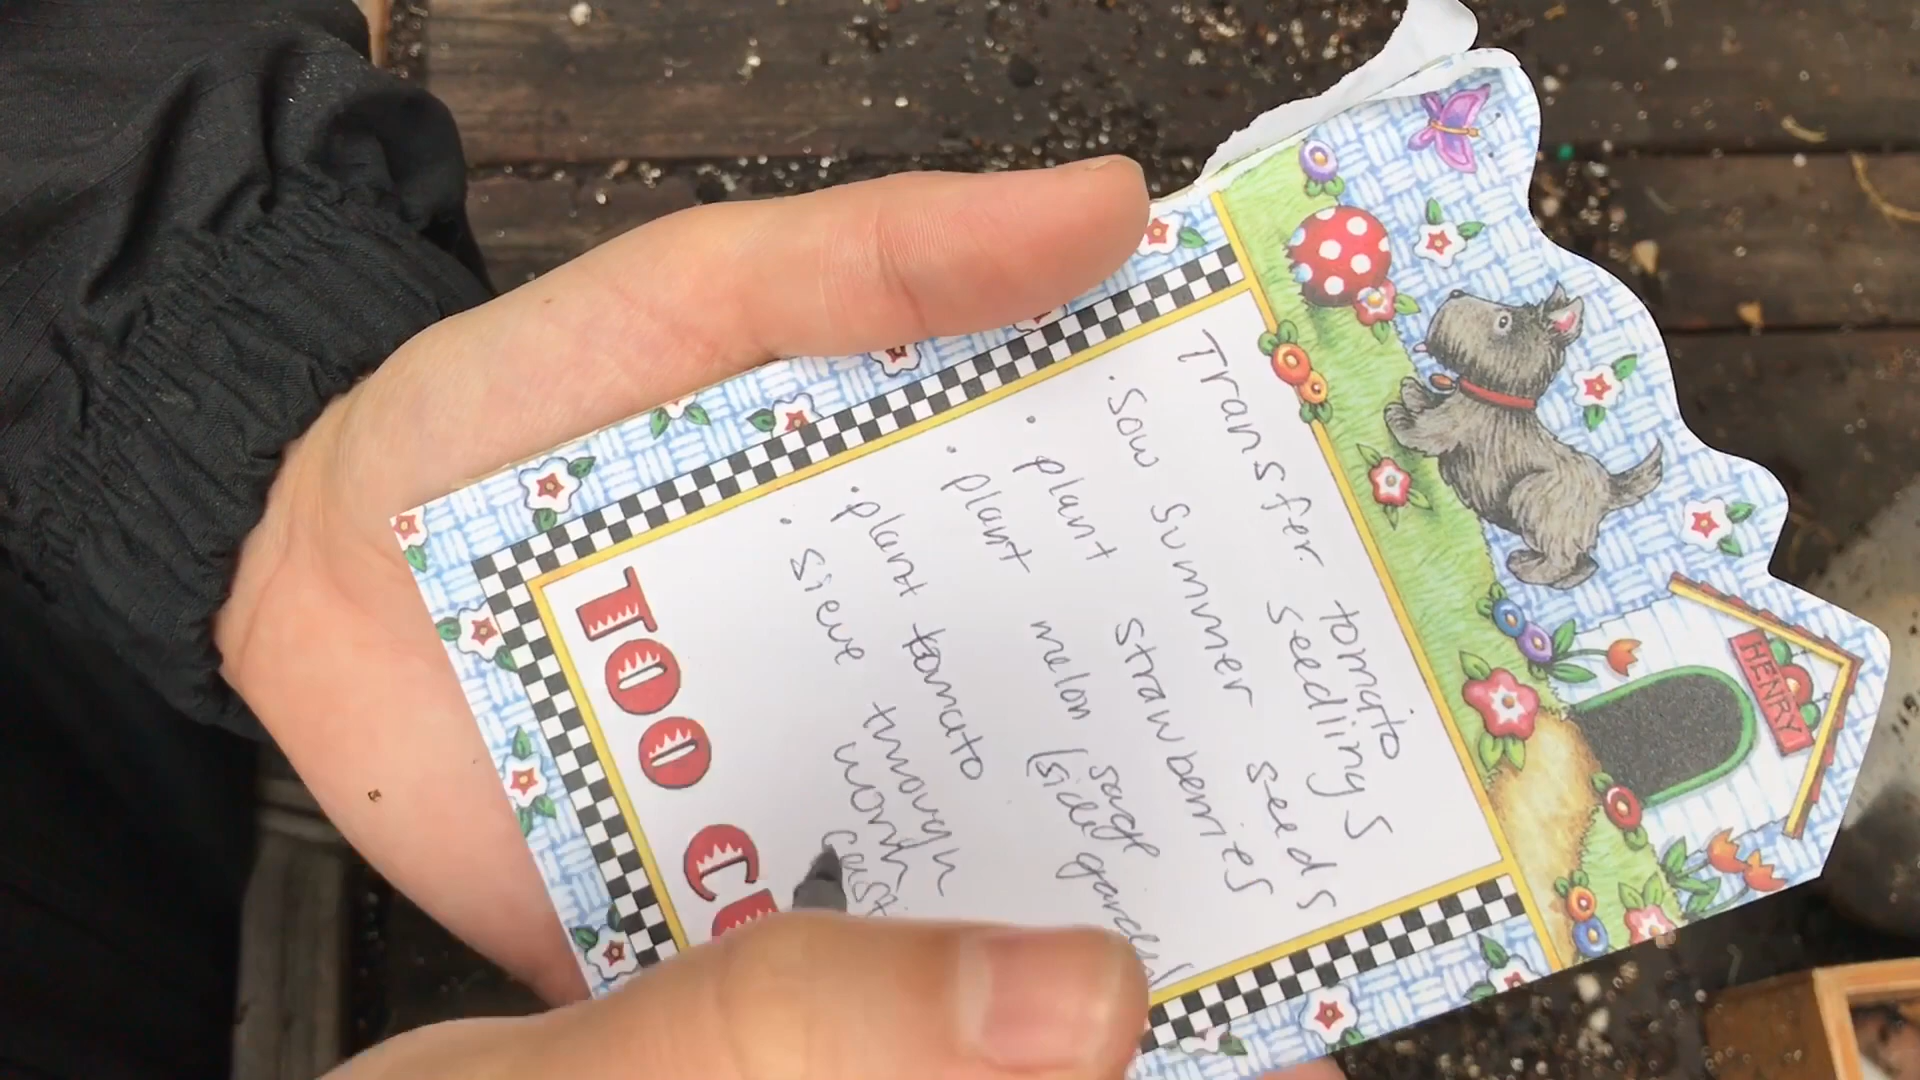 HENRY
Transfer tomato
seedlings
· Sow summer seeds
· plant strawberries
· plant melon sage
(side garden)
· plant tomato
· sieve through
worm
cast
TOO